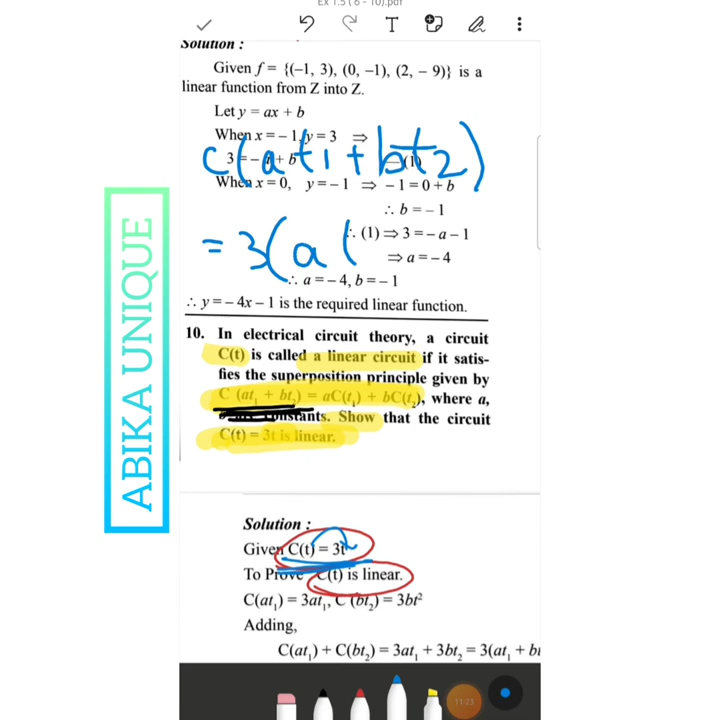 Ex 1.5 (6 - 10).pdf
Solution :
Given f = {(−1, 3), (0, −1), (2, − 9)} is a
linear function from Z into Z.
Let y = ax + b
When x = − 1, y = 3 ⇒
3 = − a + b (1)
C(at1 + bt2)
When x = 0, y = − 1 ⇒ − 1 = 0 + b
∴ b = − 1
∴ (1) ⇒ 3 = − a − 1
= 3(a (
⇒ a = − 4
∴ a = − 4, b = − 1
∴ y = − 4x − 1 is the required linear function.
10. In electrical circuit theory, a circuit
C(t) is called a linear circuit if it satis-
fies the superposition principle given by
C (at₁ + bt₂) = aC(t₁) + bC(t₂), where a,
constants. Show that the circuit
C(t) = 3t is linear.
Solution :
Given C(t) = 3t
To Prove C(t) is linear.
C(at₁) = 3at₁, C (bt₂) = 3bt²
Adding,
C(at₁) + C(bt₂) = 3at₁ + 3bt₂ = 3(at₁ + b
ABIKA UNIQUE
11:23